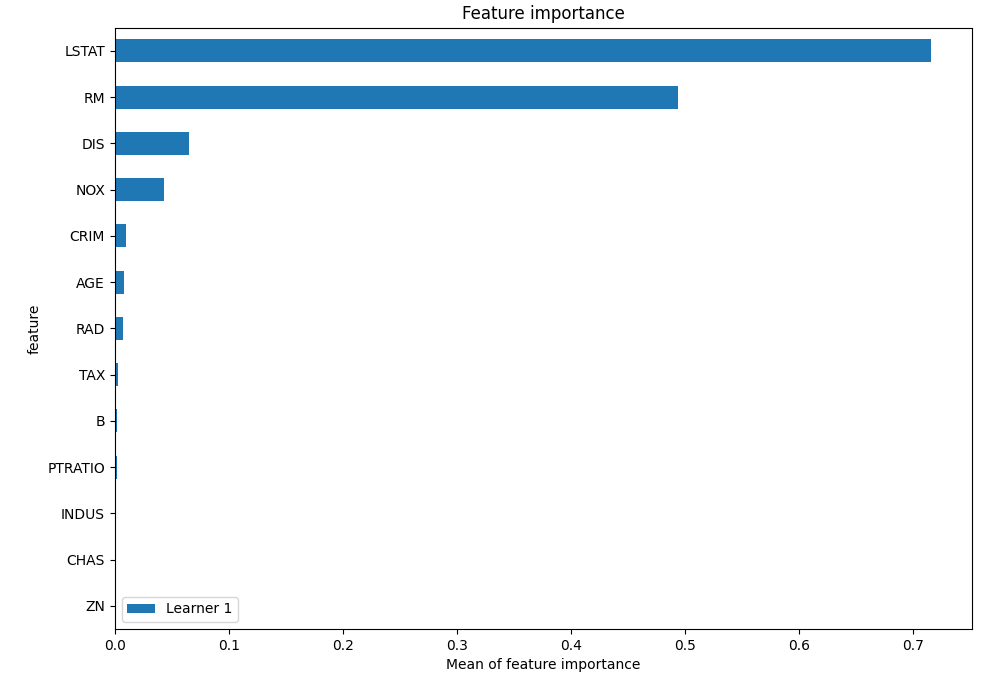 Feature importance
LSTAT
RM
DIS
NOX
CRIM
AGE
RAD
TAX
B
PTRATIO
INDUS
CHAS
ZN
feature
Learner 1
0.0 0.1 0.2 0.3 0.4 0.5 0.6 0.7
Mean of feature importance